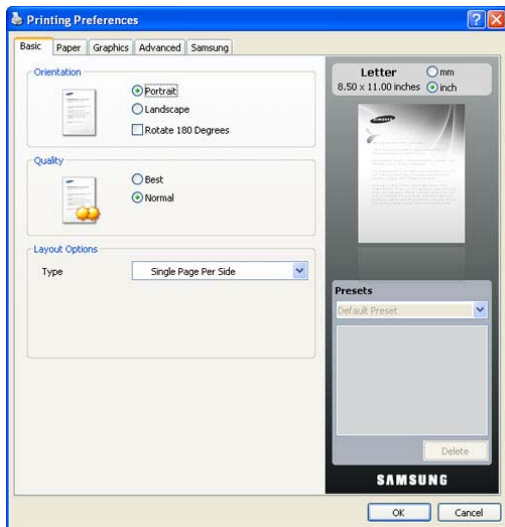 Printing Preferences
Basic Paper Graphics Advanced Samsung
Orientation
Portrait
Landscape
Rotate 180 Degrees
Quality
Best
Normal
Layout Options
Type Single Page Per Side
Letter mm
8.50 x 11.00 inches inch
SAMSUNG
Presets
Default Preset
Delete
SAMSUNG
OK Cancel